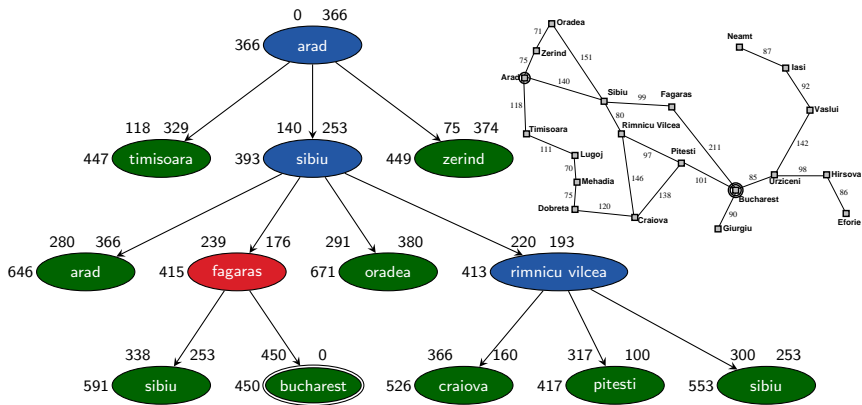 0 366
366 arad
118 329
447 timisoara
140 253
393 sibiu
75 374
449 zerind
280 366
646 arad
239 176
415 fagaras
291 380
671 oradea
220 193
413 rimnicu vilcea
338 253
591 sibiu
450 0
450 bucharest
366 160
526 craiova
317 100
417 pitesti
300 253
553 sibiu
Oradea
71
Zerind
75
151
Arad
140
118
Sibiu
99
Fagaras
80
Timisoara
Rimnicu Vilcea
111
Lugoj
97
Pitesti
211
70
Mehadia
146
138
101
75
Dobreta
120
Craiova
Neamt
87
Iasi
92
Vaslui
142
Urziceni
98
Hirsova
85
Bucharest
86
90
Giurgiu
Eforie